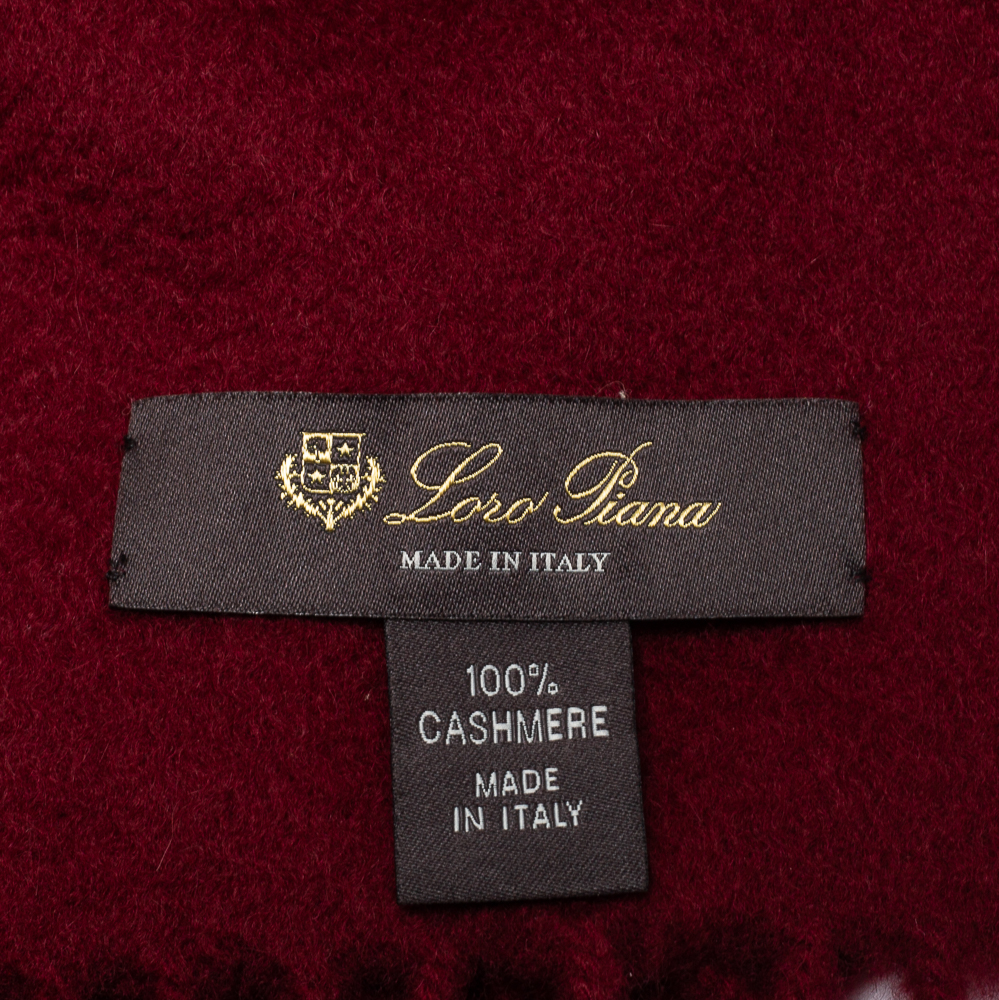 Loro Piana
MADE IN ITALY
100%
CASHMERE
MADE
IN ITALY